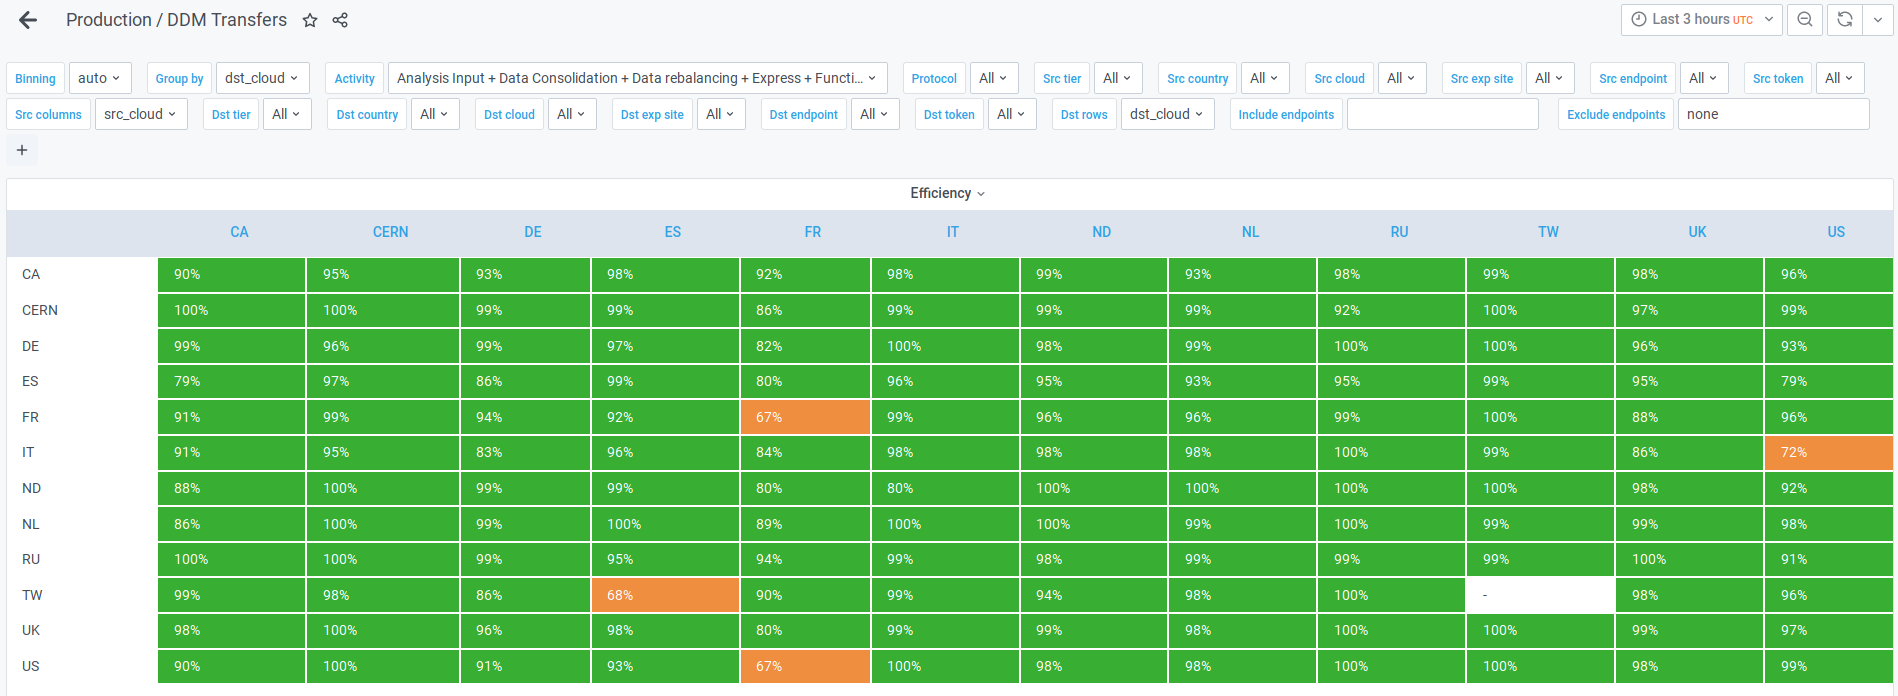 Production / DDM Transfers Last 3 hours UTC
Binning auto Group by dst_cloud Activity Analysis Input + Data Consolidation + Data rebalancing + Express + Functi... Protocol All Src tier All Src country All Src cloud All Src exp site All Src endpoint All Src token All
Src columns src_cloud Dst tier All Dst country All Dst cloud All Dst exp site All Dst endpoint All Dst token All Dst rows dst_cloud Include endpoints Exclude endpoints none
+
Efficiency
CA CERN DE ES FR IT ND NL RU TW UK US
CA 90% 95% 93% 98% 92% 98% 99% 93% 98% 99% 98% 96%
CERN 100% 100% 99% 99% 86% 99% 99% 99% 92% 100% 97% 99%
DE 99% 96% 99% 97% 82% 100% 98% 99% 100% 100% 96% 93%
ES 79% 97% 86% 99% 80% 96% 95% 93% 95% 99% 95% 79%
FR 91% 99% 94% 92% 67% 99% 96% 96% 99% 100% 88% 96%
IT 91% 95% 83% 96% 84% 98% 98% 98% 100% 99% 86% 72%
ND 88% 100% 99% 99% 80% 80% 100% 100% 100% 100% 98% 92%
NL 86% 100% 99% 100% 89% 100% 100% 99% 100% 99% 99% 98%
RU 100% 100% 99% 95% 94% 99% 98% 99% 99% 99% 100% 91%
TW 99% 98% 86% 68% 90% 99% 94% 98% 100% - 98% 96%
UK 98% 100% 96% 98% 80% 99% 99% 98% 100% 100% 99% 97%
US 90% 100% 91% 93% 67% 100% 98% 98% 100% 100% 98% 99%